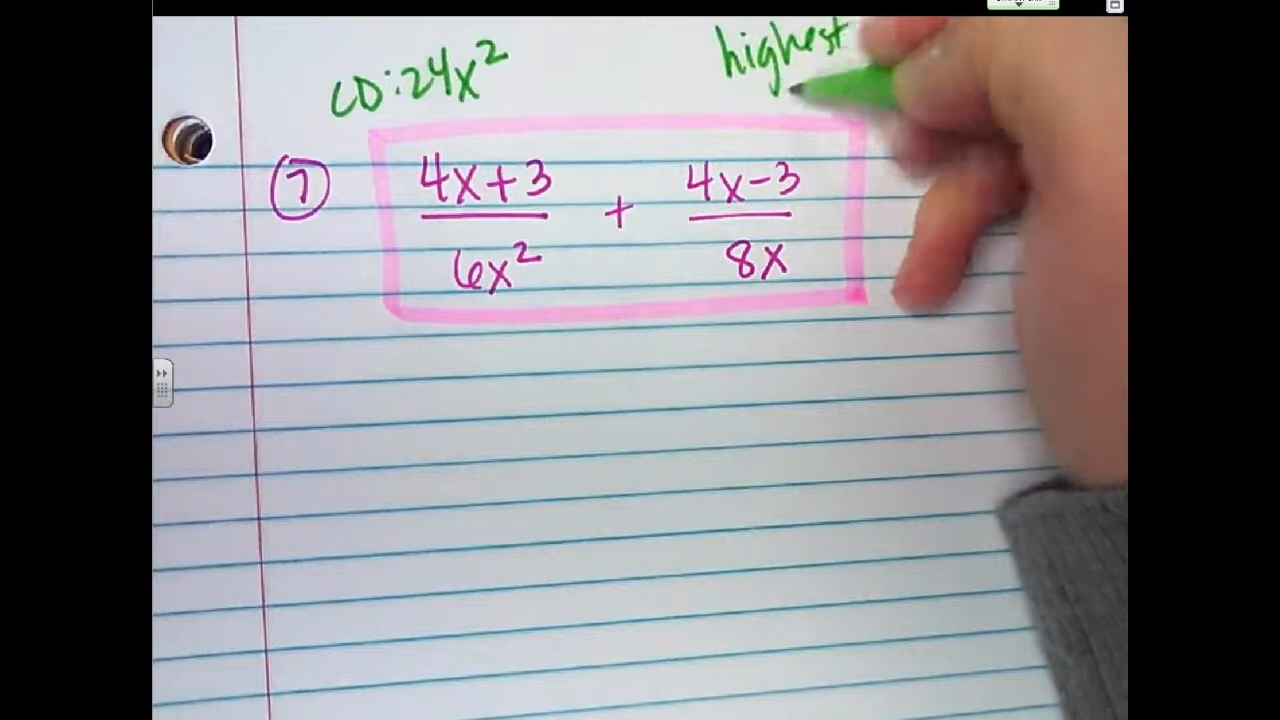 CD:24x² highest
⑦ 4x+3 + 4x-3
6x² 8x